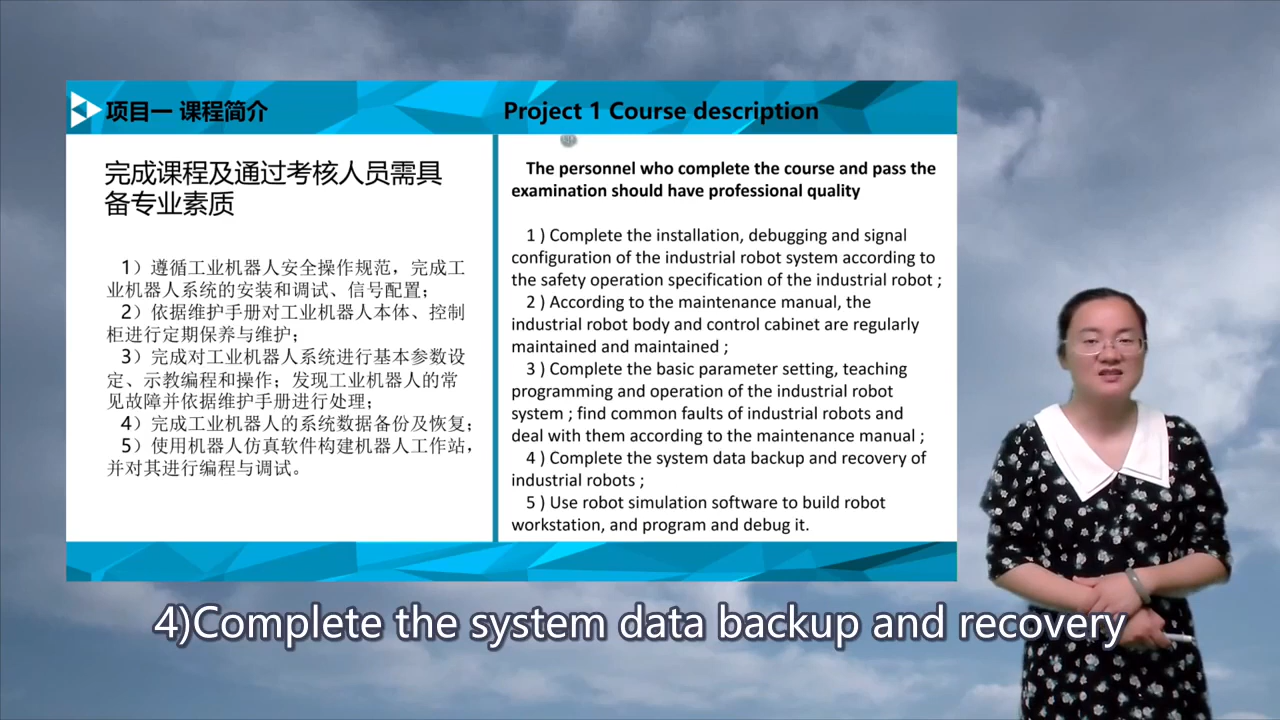 项目一 课程简介
Project 1 Course description
完成课程及通过考核人员需具
备专业素质
1）遵循工业机器人安全操作规范，完成工
业机器人系统的安装和调试、信号配置；
2）依据维护手册对工业机器人本体、控制
柜进行定期保养与维护；
3）完成对工业机器人系统进行基本参数设
定、示教编程和操作；发现工业机器人的常
见故障并依据维护手册进行处理；
4）完成工业机器人的系统数据备份及恢复；
5）使用机器人仿真软件构建机器人工作站，
并对其进行编程与调试。
The personnel who complete the course and pass the
examination should have professional quality
1 ) Complete the installation, debugging and signal
configuration of the industrial robot system according to
the safety operation specification of the industrial robot ;
2 ) According to the maintenance manual, the
industrial robot body and control cabinet are regularly
maintained and maintained ;
3 ) Complete the basic parameter setting, teaching
programming and operation of the industrial robot
system ; find common faults of industrial robots and
deal with them according to the maintenance manual ;
4 ) Complete the system data backup and recovery of
industrial robots ;
5 ) Use robot simulation software to build robot
workstation, and program and debug it.
4)Complete the system data backup and recovery